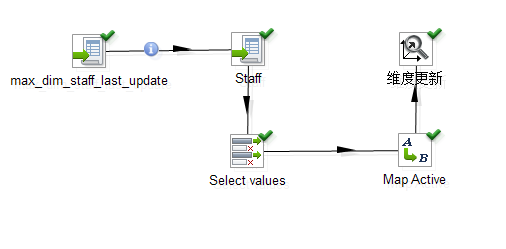 max_dim_staff_last_update
Staff
维度更新
Select values
A
B
Map Active